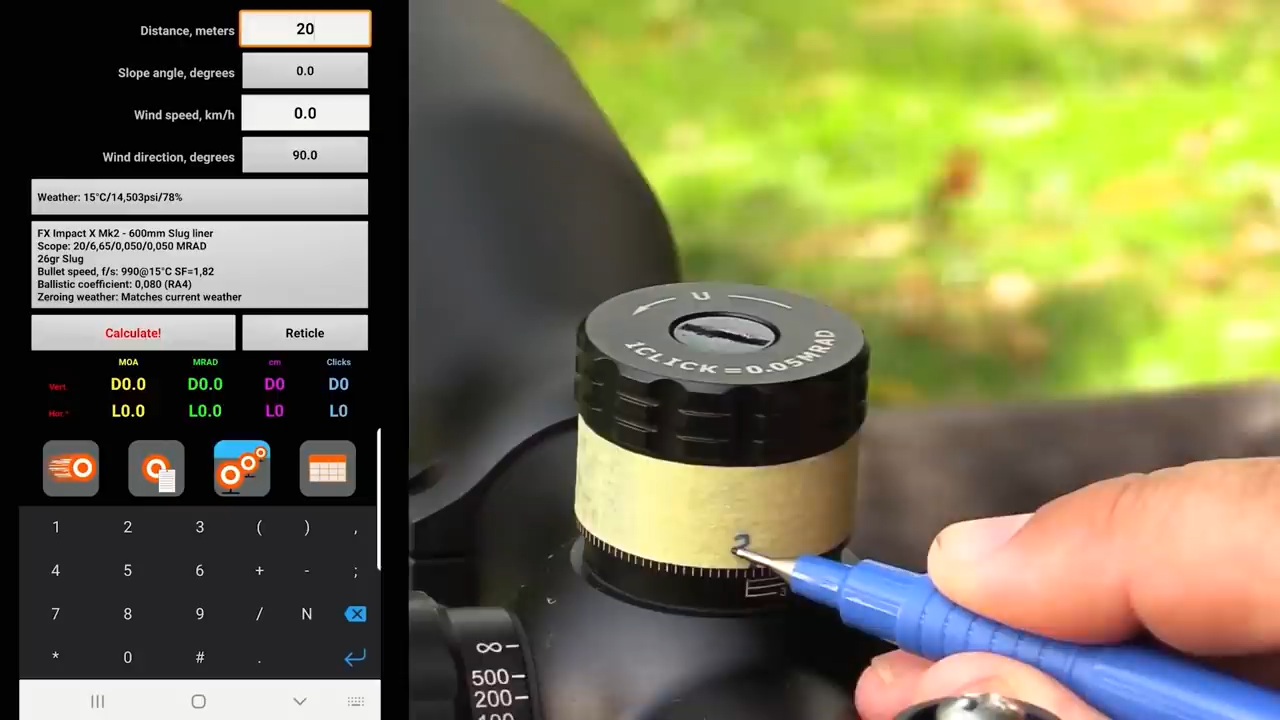 Distance, meters 20
Slope angle, degrees 0.0
Wind speed, km/h 0.0
Wind direction, degrees 90.0
Weather: 15°C/14,503psi/78%
FX Impact X Mk2 - 600mm Slug liner
Scope: 20/6,65/0,050/0,050 MRAD
26gr Slug
Bullet speed, f/s: 990@15°C SF=1,82
Ballistic coefficient: 0,080 (RA4)
Zeroing weather: Matches current weather
Calculate! Reticle
MOA MRAD cm Clicks
Vert. D0.0 D0.0 D0 D0
Hor.* L0.0 L0.0 L0 L0
1 2 3 ( ) ,
4 5 6 + - ;
7 8 9 / N
* 0 # .
U
1CLICK=0.05MRAD
2
3
∞
500
200
100